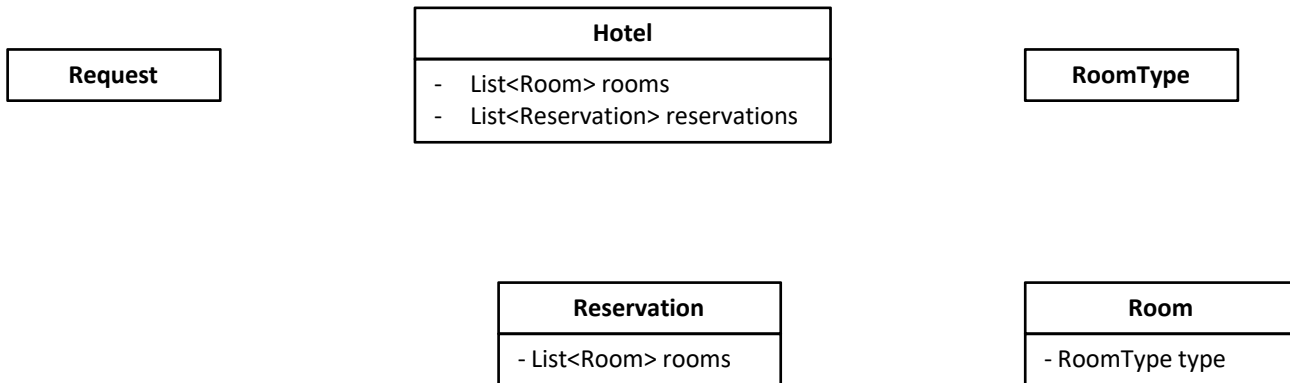 Hotel
Request
- List<Room> rooms
- List<Reservation> reservations
RoomType
Reservation
- List<Room> rooms
Room
- RoomType type